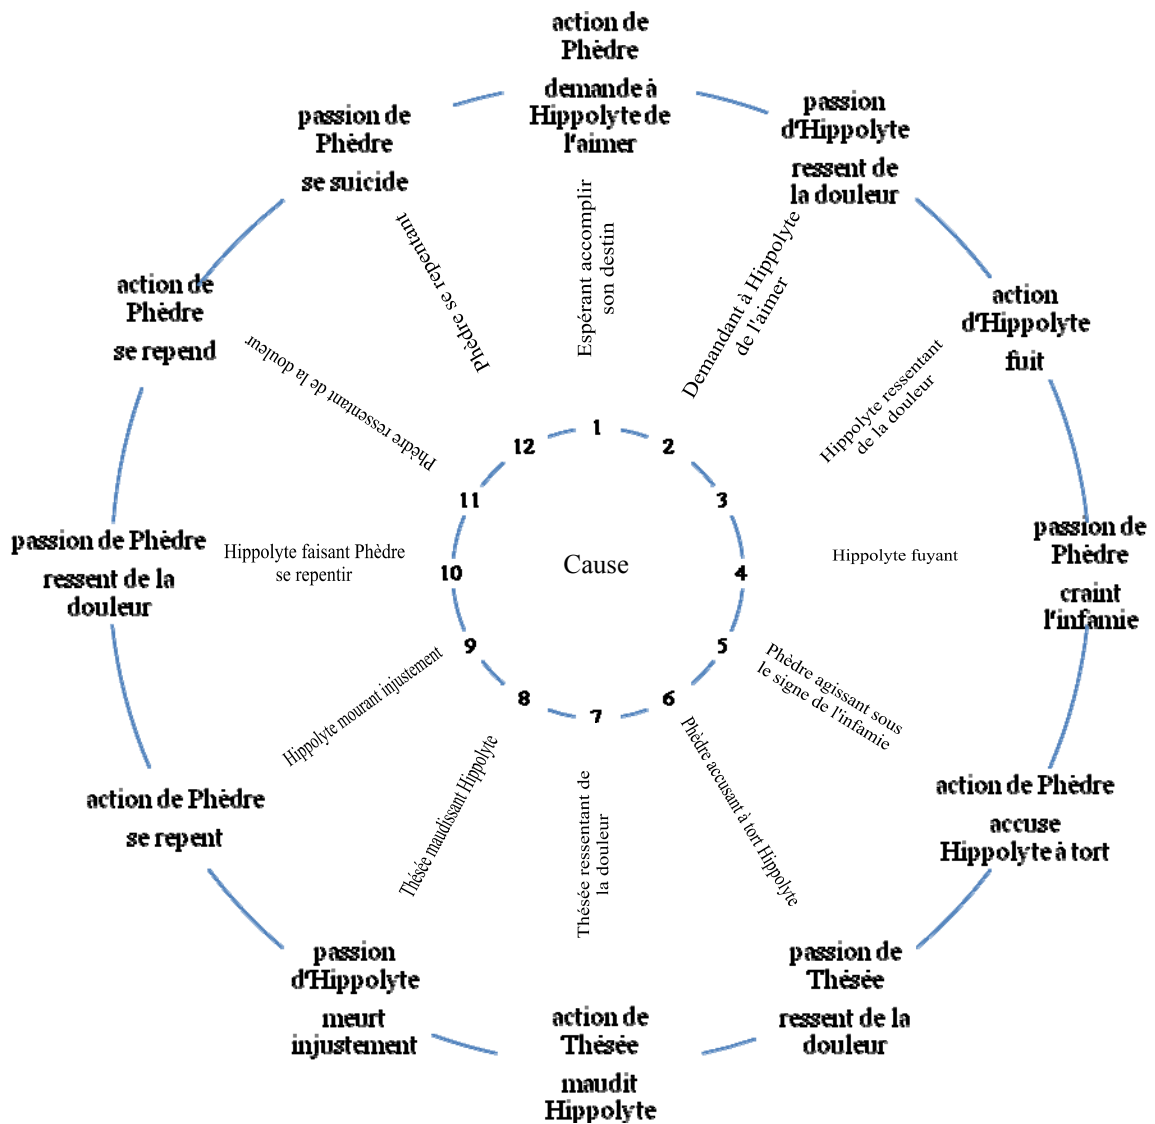 action de
Phèdre
demande à
Hippolyte de
l'aimer
passion
d'Hippolyte
ressent de
la douleur
action
d'Hippolyte
fuit
passion de
Phèdre
craint
l'infamie
action de Phèdre
accuse
Hippolyte à tort
passion de
Thésée
ressent de la
douleur
action de
Thésée
maudit
Hippolyte
passion
d'Hippolyte
meurt
injustement
action de Phèdre
se repent
passion de Phèdre
ressent de la
douleur
action de
Phèdre
se repend
passion de
Phèdre
se suicide
Espérant accomplir
son destin
Demandant à Hippolyte
de l'aimer
Hippolyte ressentant
de la douleur
Hippolyte fuyant
Phèdre agissant sous
le signe de l'infamie
Phèdre accusant à tort Hippolyte
Thésée ressentant de
la douleur
Thésée maudissant Hippolyte
Hippolyte mourant injustement
Hippolyte faisant Phèdre
se repentir
Phèdre ressentant de la douleur
Phèdre se repentant
1
2
3
4
5
6
7
8
9
10
11
12
Cause